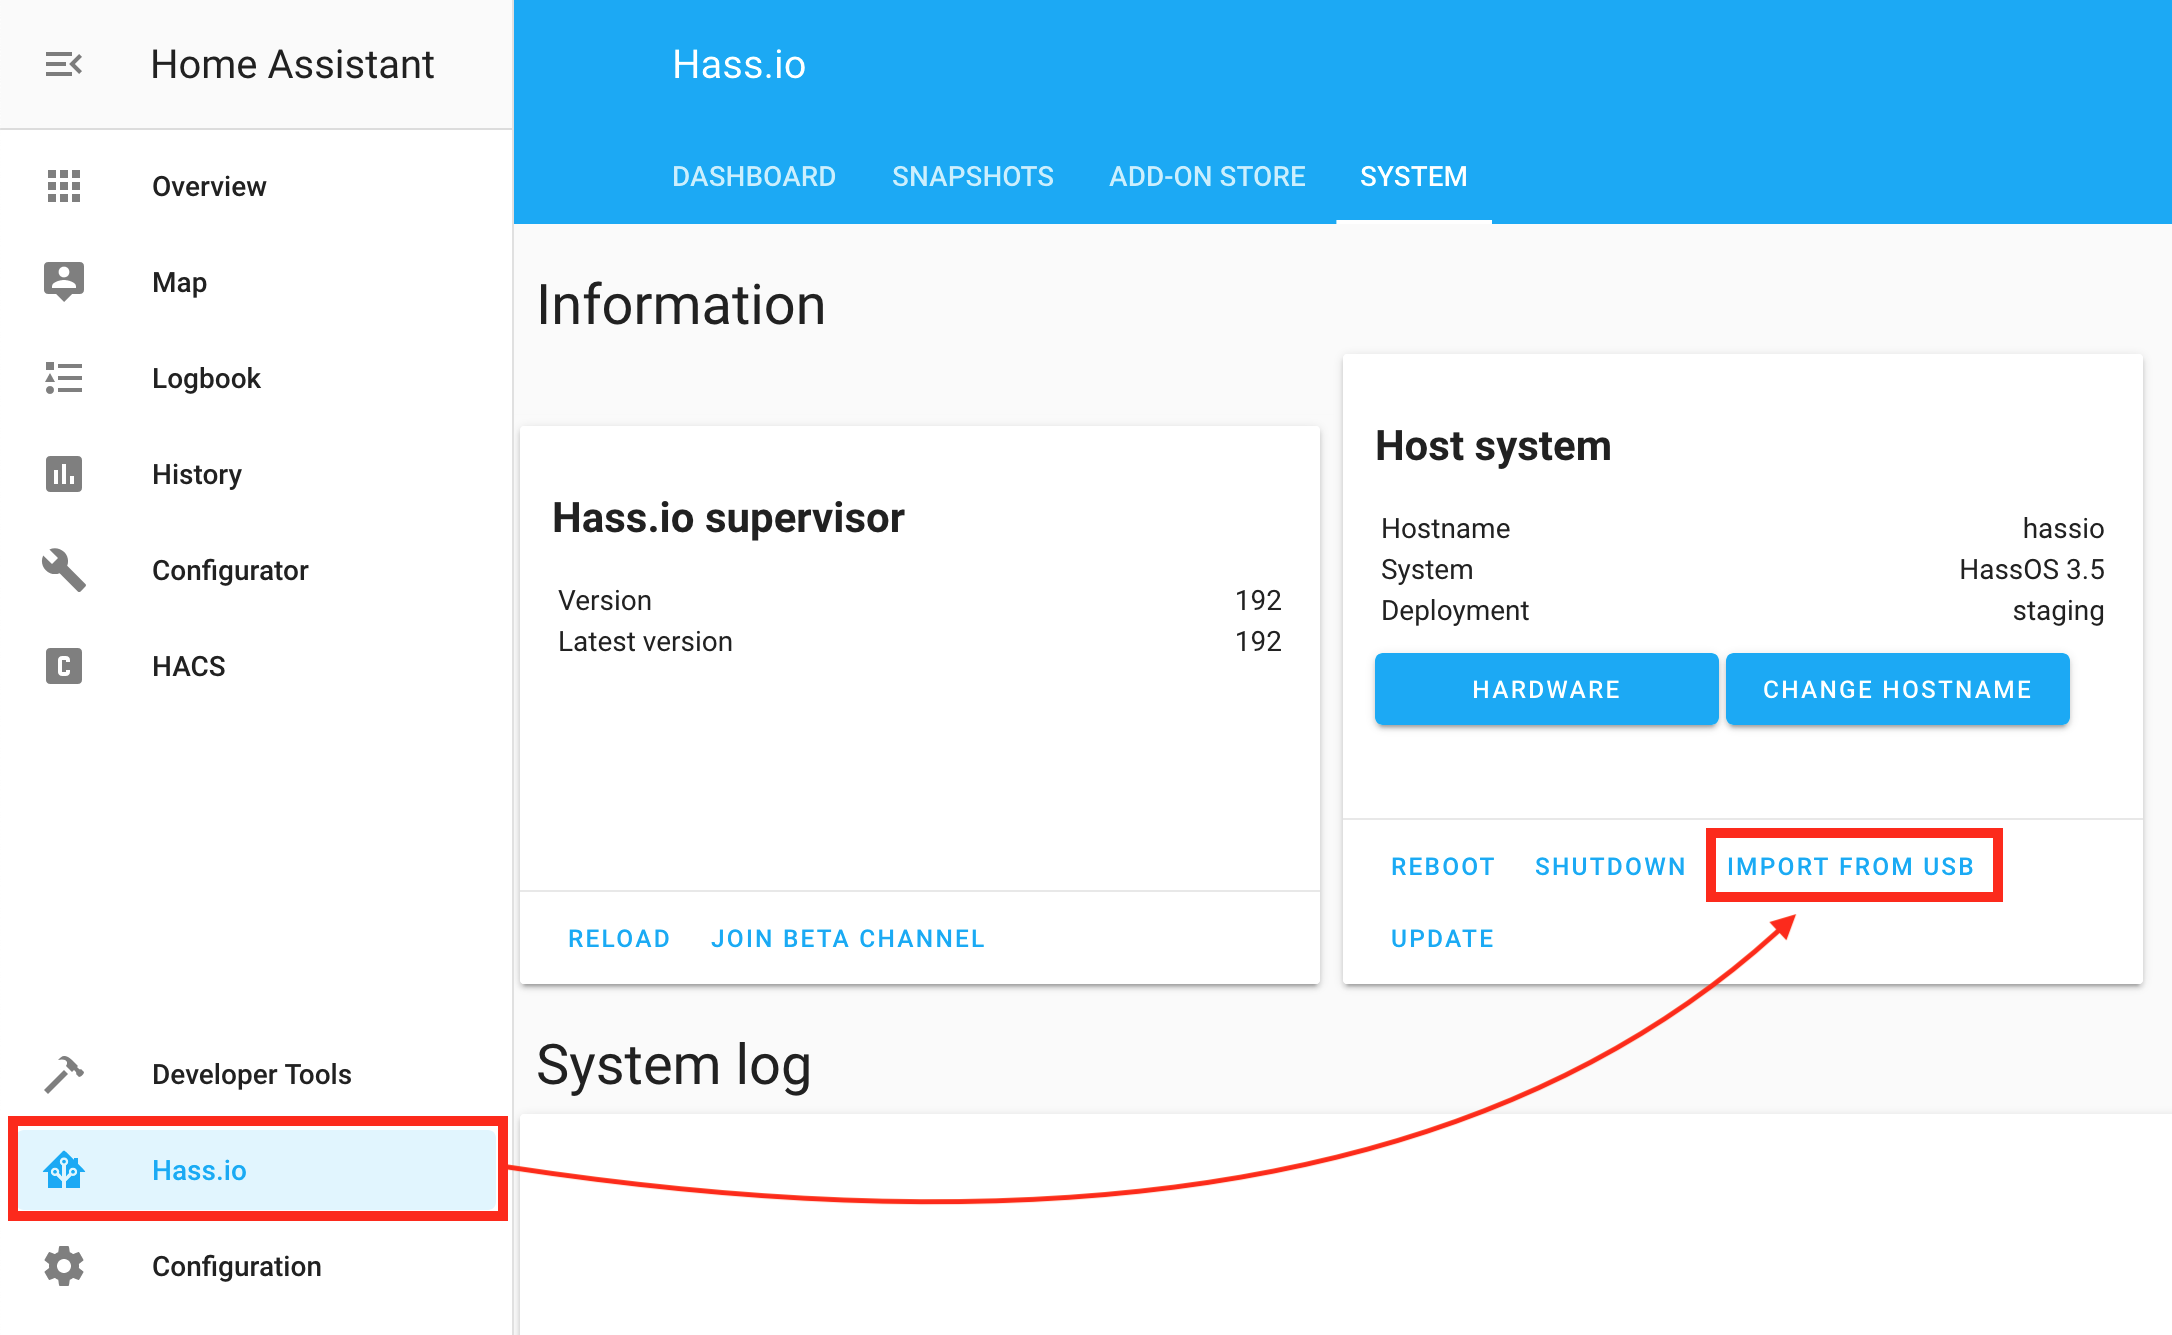 Home Assistant
Overview
Map
Logbook
History
Configurator
C
HACS
Developer Tools
Hass.io
Configuration
Hass.io
DASHBOARD SNAPSHOTS ADD-ON STORE SYSTEM
Information
Hass.io supervisor
Version 192
Latest version 192
RELOAD JOIN BETA CHANNEL
Host system
Hostname hassio
System HassOS 3.5
Deployment staging
HARDWARE CHANGE HOSTNAME
REBOOT SHUTDOWN IMPORT FROM USB
UPDATE
System log